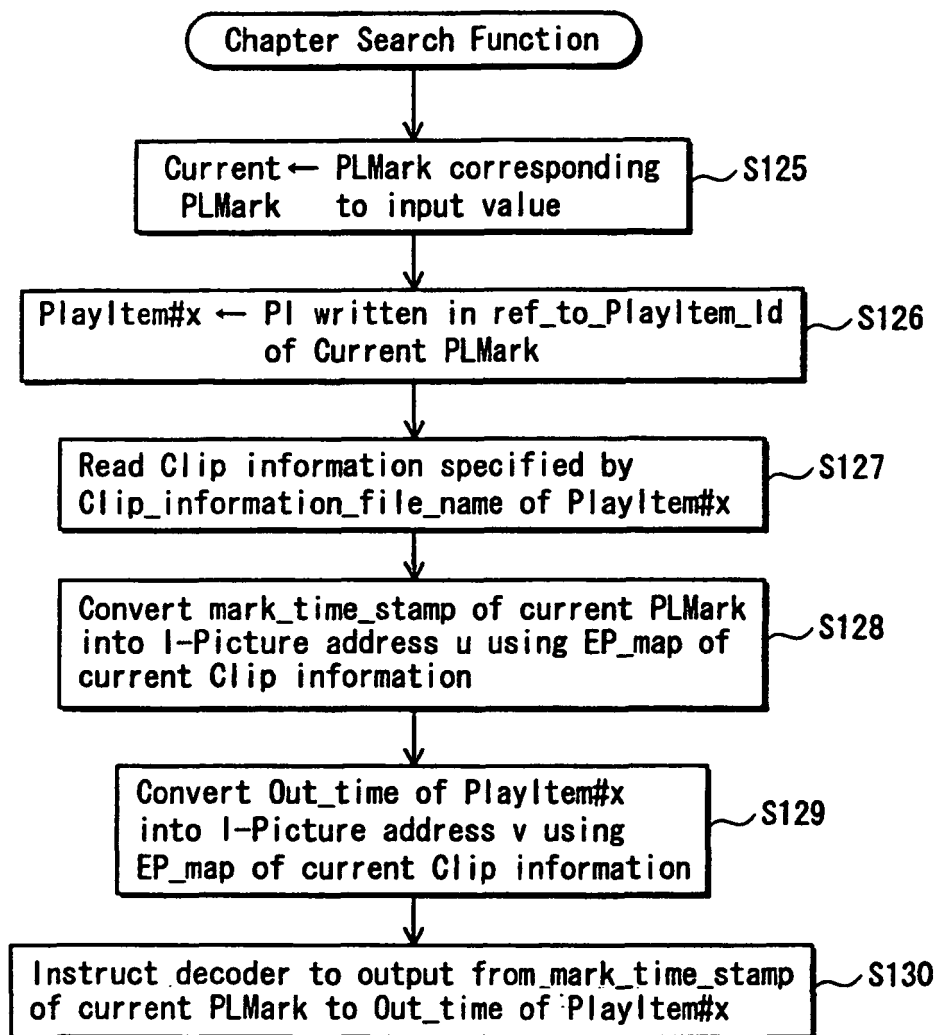 Chapter Search Function
Current ← PLMark corresponding
PLMark to input value
S125
PlayItem#x ← PI written in ref_to_PlayItem_Id
of Current PLMark
S126
Read Clip information specified by
Clip_information_file_name of PlayItem#x
S127
Convert mark_time_stamp of current PLMark
into I-Picture address u using EP_map of
current Clip information
S128
Convert Out_time of PlayItem#x
into I-Picture address v using
EP_map of current Clip information
S129
Instruct decoder to output from mark_time_stamp
of current PLMark to Out_time of PlayItem#x
S130